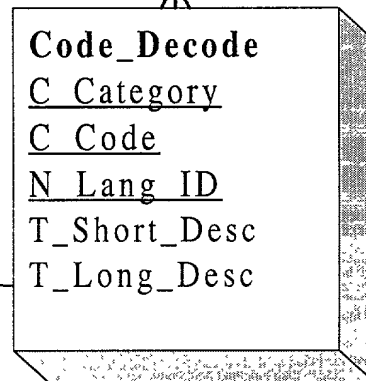 Code_Decode
C_Category
C_Code
N_Lang_ID
T_Short_Desc
T_Long_Desc